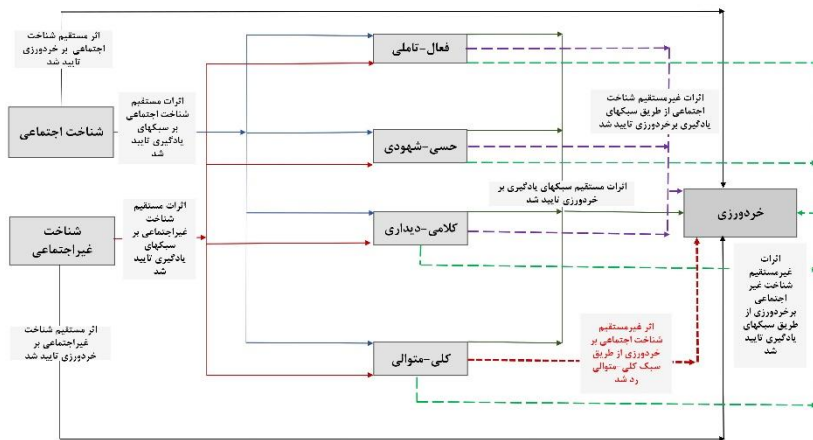 اثر مستقیم شناخت
اجتماعی بر خردورزی
تایید شد
شناخت اجتماعی
اثرات مستقیم
شناخت اجتماعی
بر سبکهای
یادگیری تایید
شد
شناخت
غیراجتماعی
اثرات مستقیم
شناخت
غیراجتماعی بر
سبکهای
یادگیری تایید
شد
اثر مستقیم شناخت
غیراجتماعی بر
خردورزی تایید شد
فعال-تاملی
حسی-شهودی
کلامی-دیداری
کلی-متوالی
اثرات غیرمستقیم شناخت
اجتماعی از طریق سبکهای
یادگیری برخردورزی تایید شد
اثرات مستقیم سبکهای یادگیری بر
خردورزی تایید شد
اثر غیرمستقیم
شناخت اجتماعی بر
خردورزی از طریق
سبک کلی-متوالی
رد شد
خردورزی
اثرات
غیرمستقیم
شناخت غیر
اجتماعی
برخردورزی از
طریق سبکهای
یادگیری تایید
شد